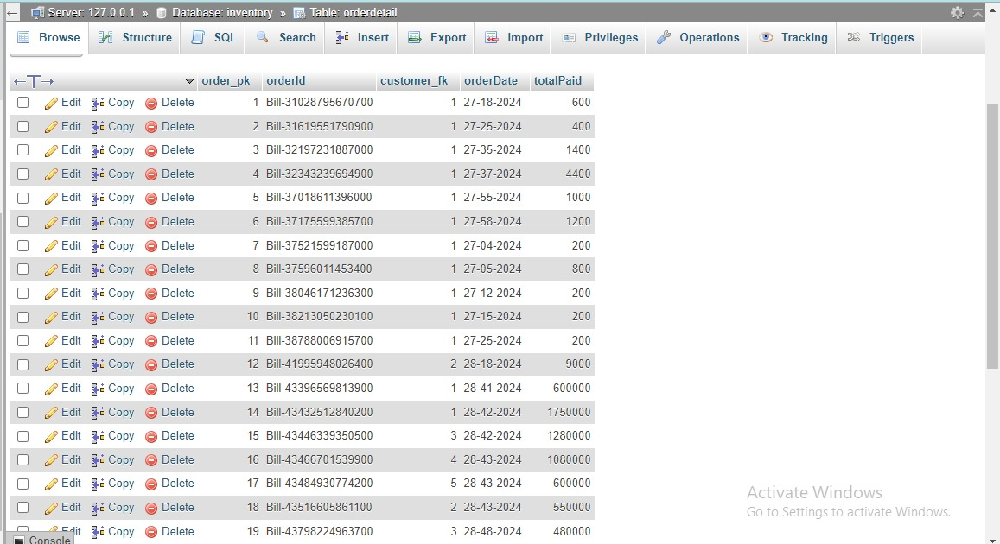 Server: 127.0.0.1 » Database: inventory » Table: orderdetail
Browse Structure SQL Search Insert Export Import Privileges Operations Tracking Triggers
order_pk orderId customer_fk orderDate totalPaid
Edit Copy Delete 1 Bill-31028795670700 1 27-18-2024 600
Edit Copy Delete 2 Bill-31619551790900 1 27-25-2024 400
Edit Copy Delete 3 Bill-32197231887000 1 27-35-2024 1400
Edit Copy Delete 4 Bill-32343239694900 1 27-37-2024 4400
Edit Copy Delete 5 Bill-37018611396000 1 27-55-2024 1000
Edit Copy Delete 6 Bill-37175599385700 1 27-58-2024 1200
Edit Copy Delete 7 Bill-37521599187000 1 27-04-2024 200
Edit Copy Delete 8 Bill-37596011453400 1 27-05-2024 800
Edit Copy Delete 9 Bill-38046171236300 1 27-12-2024 200
Edit Copy Delete 10 Bill-38213050230100 1 27-15-2024 200
Edit Copy Delete 11 Bill-38788006915700 1 27-25-2024 200
Edit Copy Delete 12 Bill-41995948026400 2 28-18-2024 9000
Edit Copy Delete 13 Bill-43396569813900 1 28-41-2024 600000
Edit Copy Delete 14 Bill-43432512840200 1 28-42-2024 1750000
Edit Copy Delete 15 Bill-43446339350500 3 28-42-2024 1280000
Edit Copy Delete 16 Bill-43466701539900 4 28-43-2024 1080000
Edit Copy Delete 17 Bill-43484930774200 5 28-43-2024 600000
Edit Copy Delete 18 Bill-43516605861100 2 28-43-2024 550000
Edit Copy Delete 19 Bill-43798224963700 3 28-48-2024 480000
Console
Activate Windows
Go to Settings to activate Windows.